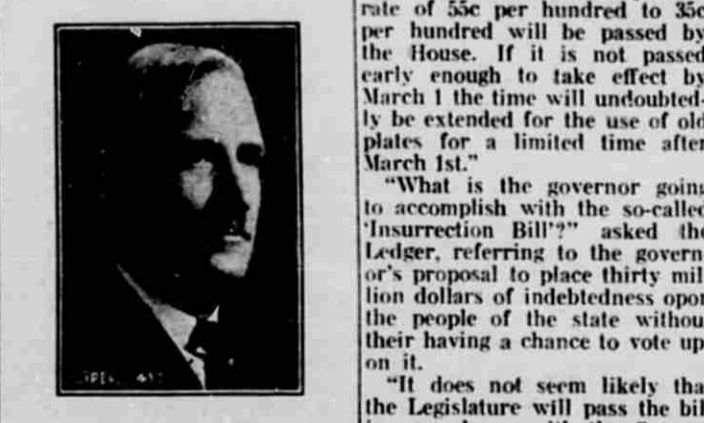 rate of 55c per hundred to 35c
per hundred will be passed by
the House. If it is not passed
early enough to take effect by
March 1 the time will undoubted-
ly be extended for the use of old
plates for a limited time after
March 1st."
"What is the governor going
to accomplish with the so-called
'Insurrection Bill'?" asked the
Ledger, referring to the govern
or's proposal to place thirty mil
lion dollars of indebtedness opon
the people of the state withou
their having a chance to vote up
on it.
"It does not seem likely tha
the Legislature will pass the bil